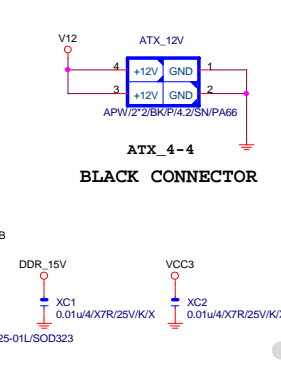 V12
ATX_12V
4 +12V GND 1
3 +12V GND 2
APW/2*2/BK/P/4.2/SN/PA66
ATX_4-4
BLACK CONNECTOR
B
DDR_15V VCC3
XC1 XC2
0.01u/4/X7R/25V/K/X 0.01u/4/X7R/25V/K/
25-01L/SOD323